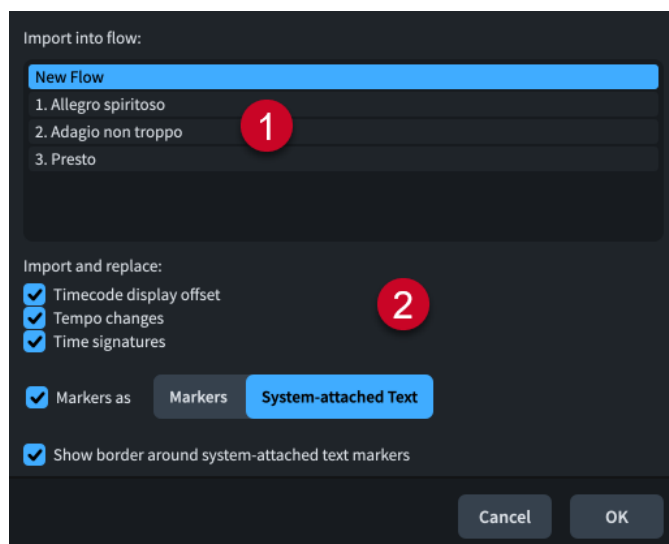 Import into flow:
New Flow
1. Allegro spiritoso
2. Adagio non troppo
1
3. Presto
Import and replace:
Timecode display offset
Tempo changes
2
Time signatures
Markers as Markers System-attached Text
Show border around system-attached text markers
Cancel OK